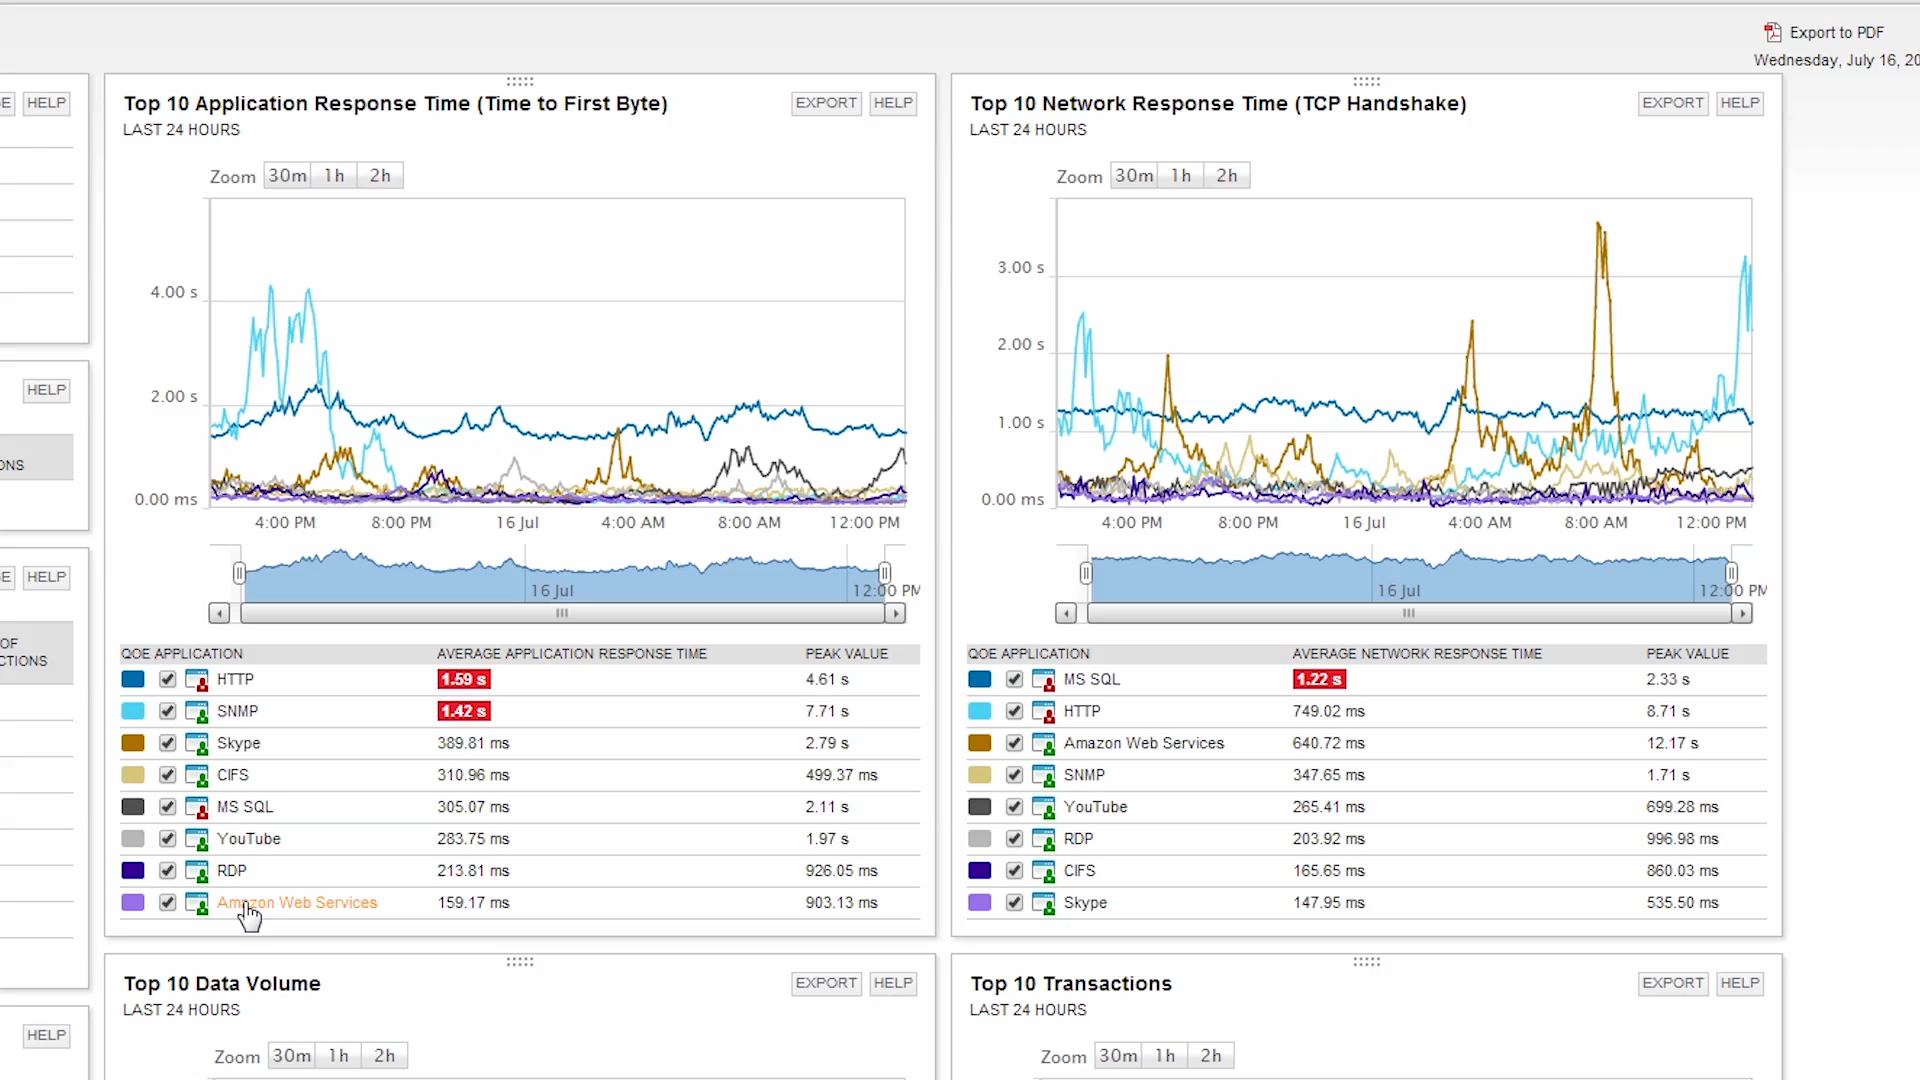 Export to PDF
Wednesday, July 16, 20
E HELP
HELP
ONS
E HELP
OF
CTIONS
HELP
Top 10 Application Response Time (Time to First Byte) EXPORT HELP
LAST 24 HOURS
Zoom 30m 1h 2h
4.00 s
2.00 s
0.00 ms
4:00 PM 8:00 PM 16 Jul 4:00 AM 8:00 AM 12:00 PM
16 Jul 12:00 PM
QOE APPLICATION AVERAGE APPLICATION RESPONSE TIME PEAK VALUE
HTTP 1.59 s 4.61 s
SNMP 1.42 s 7.71 s
Skype 389.81 ms 2.79 s
CIFS 310.96 ms 499.37 ms
MS SQL 305.07 ms 2.11 s
YouTube 283.75 ms 1.97 s
RDP 213.81 ms 926.05 ms
Amazon Web Services 159.17 ms 903.13 ms
Top 10 Network Response Time (TCP Handshake) EXPORT HELP
LAST 24 HOURS
Zoom 30m 1h 2h
3.00 s
2.00 s
1.00 s
0.00 ms
4:00 PM 8:00 PM 16 Jul 4:00 AM 8:00 AM 12:00 PM
16 Jul 12:00 PM
QOE APPLICATION AVERAGE NETWORK RESPONSE TIME PEAK VALUE
MS SQL 1.22 s 2.33 s
HTTP 749.02 ms 8.71 s
Amazon Web Services 640.72 ms 12.17 s
SNMP 347.65 ms 1.71 s
YouTube 265.41 ms 699.28 ms
RDP 203.92 ms 996.98 ms
CIFS 165.65 ms 860.03 ms
Skype 147.95 ms 535.50 ms
Top 10 Data Volume EXPORT HELP
LAST 24 HOURS
Zoom 30m 1h 2h
Top 10 Transactions EXPORT HELP
LAST 24 HOURS
Zoom 30m 1h 2h